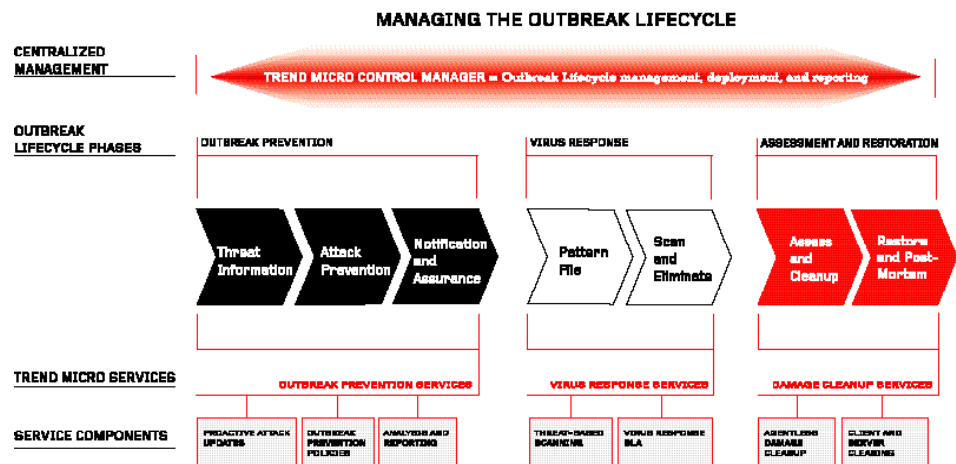 MANAGING THE OUTBREAK LIFECYCLE
CENTRALIZED
MANAGEMENT
TREND MICRO CONTROL MANAGER = Outbreak Lifecycle management, deployment, and reporting
OUTBREAK
LIFECYCLE PHASES
OUTBREAK PREVENTION
VIRUS RESPONSE
ASSESSMENT AND RESTORATION
Threat
Information
Attack
Prevention
Notification
and
Assurance
Pattern
File
Scan
and
Eliminate
Assess
and
Cleanup
Restore
and Post-
Mortem
TREND MICRO SERVICES
OUTBREAK PREVENTION SERVICES
VIRUS RESPONSE SERVICES
DAMAGE CLEANUP SERVICES
SERVICE COMPONENTS
PROACTIVE ATTACK
UPDATES
OUTBREAK
PREVENTION
POLICIES
ANALYSIS AND
REPORTING
THREAT-BASED
SCANNING
VIRUS RESPONSE
SLA
AGENTLESS
DAMAGE
CLEANUP
CLIENT AND
SERVER
CLEANING